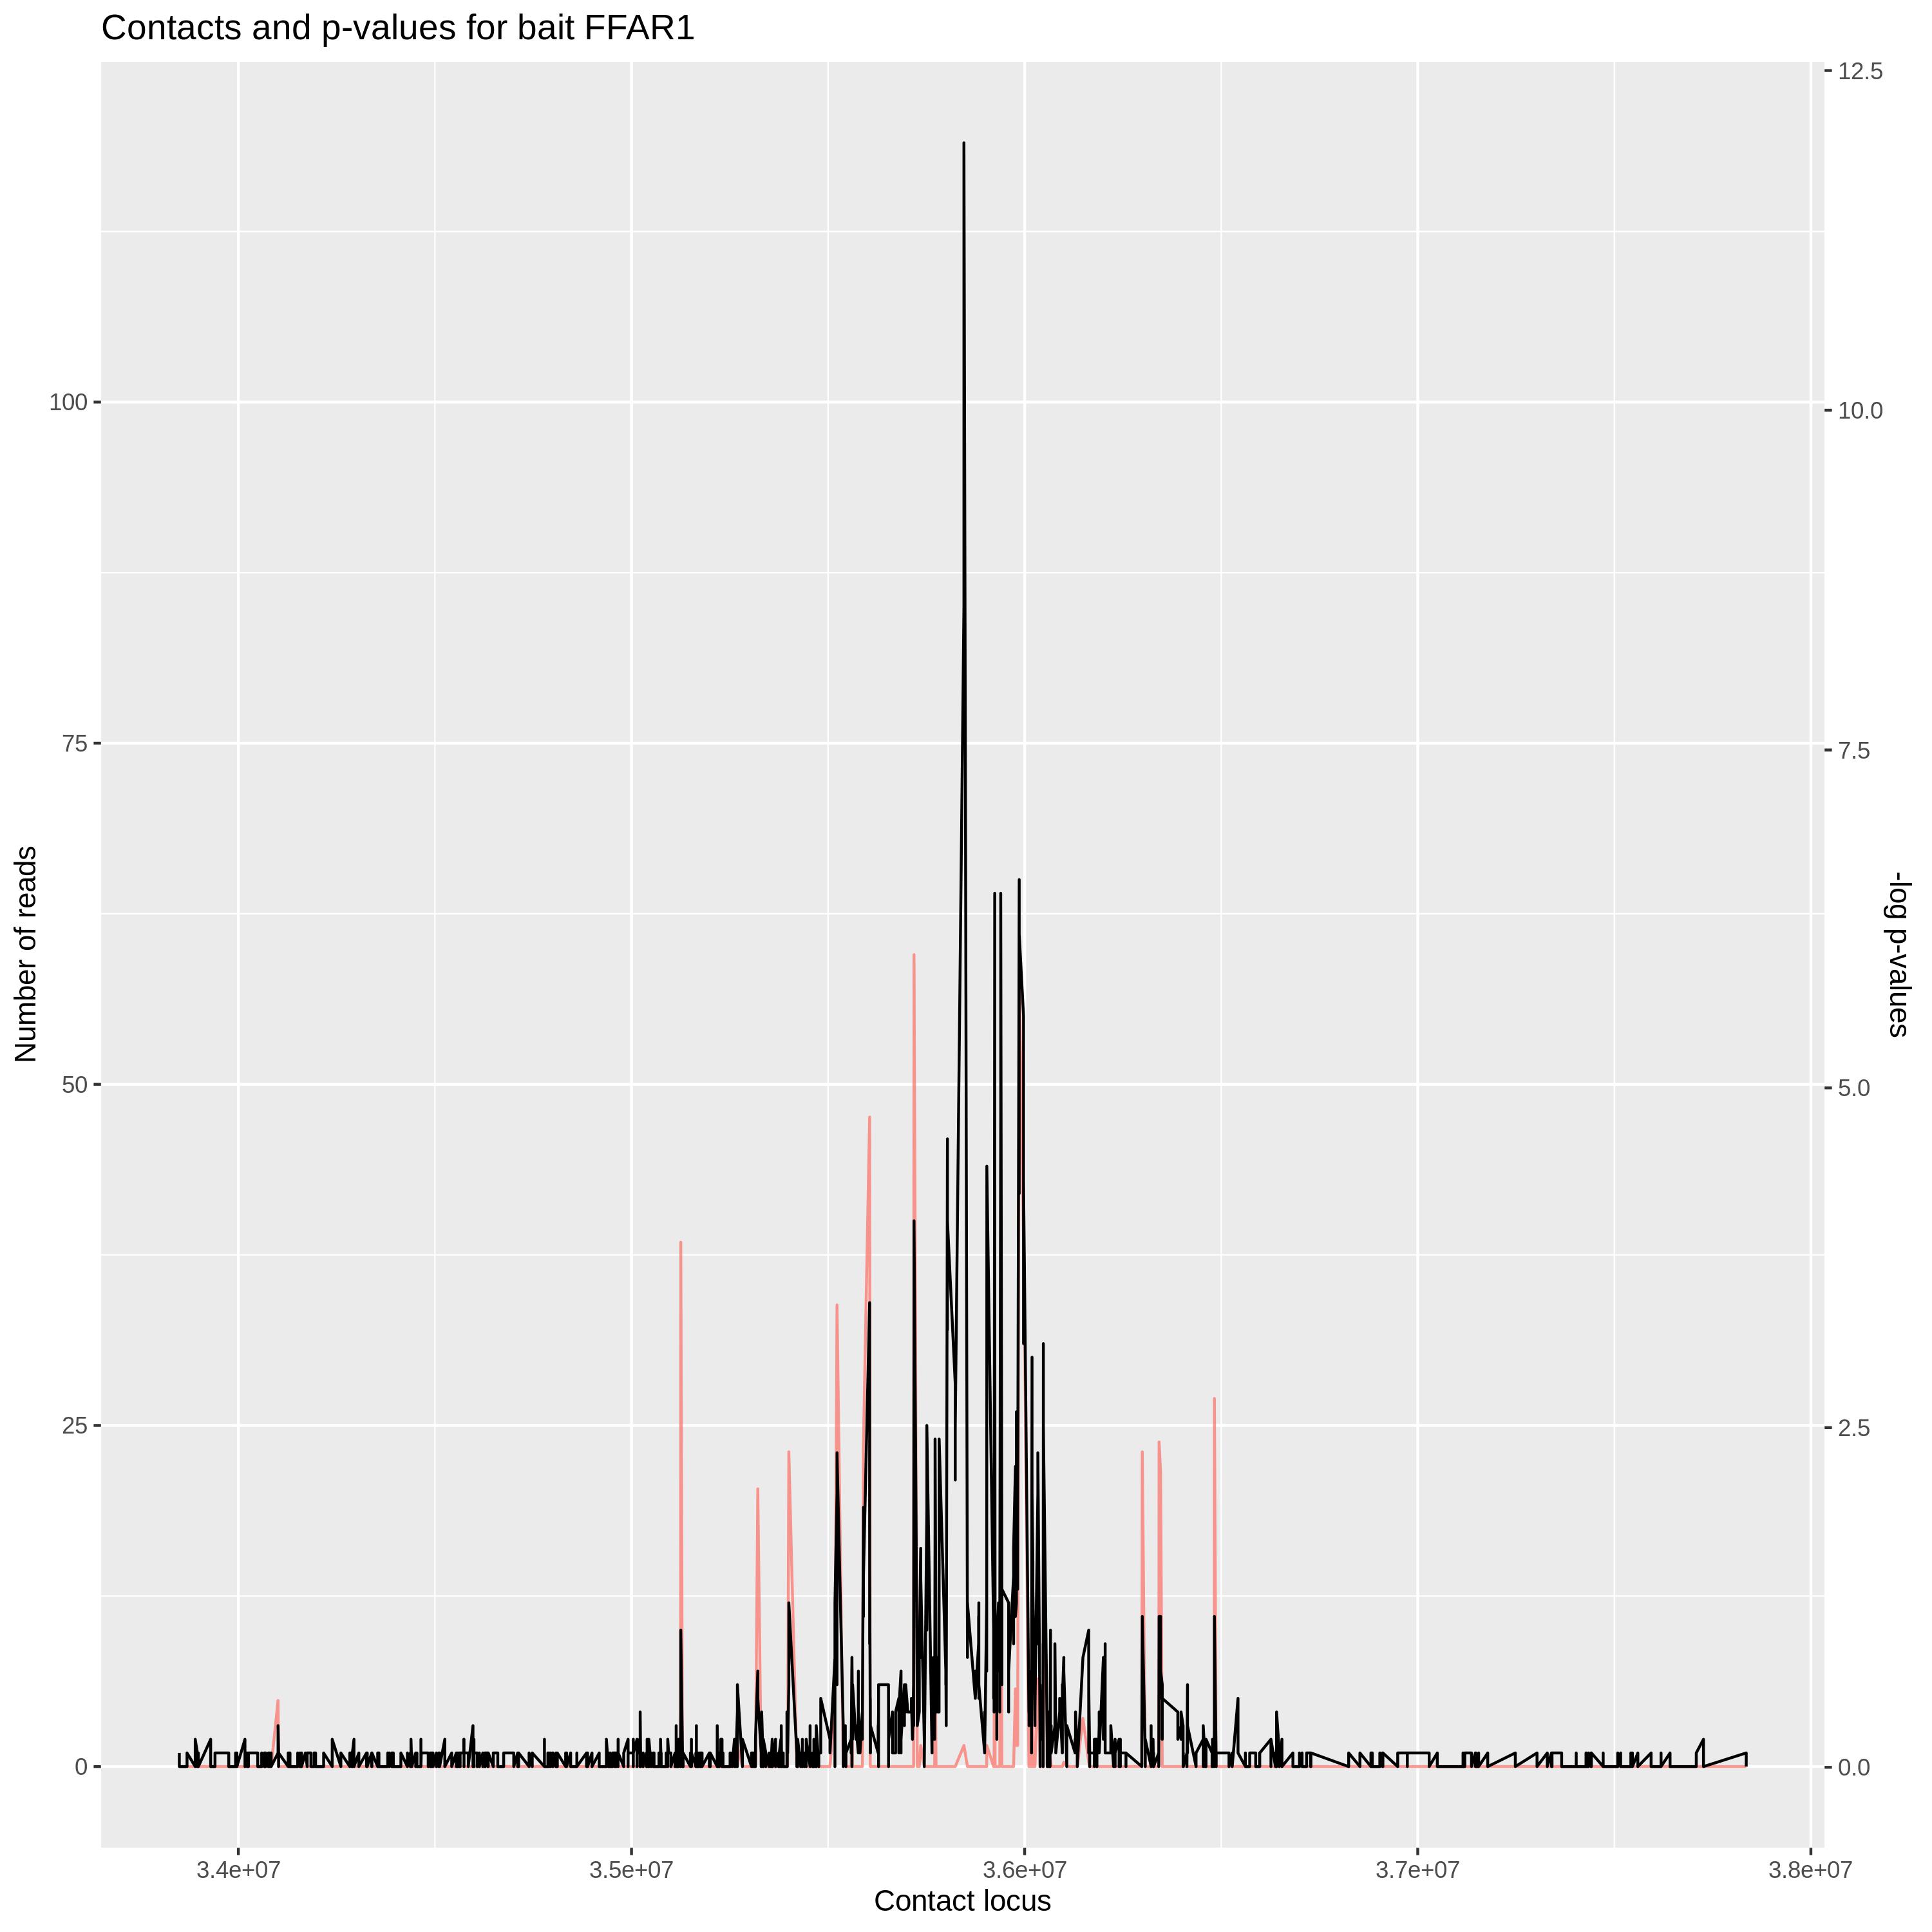 Contacts and p-values for bait FFAR1
12.5
100
10.0
75
7.5
Number of reads
-log p-values
50
5.0
25
2.5
0
0.0
3.4e+07
3.5e+07
3.6e+07
3.7e+07
3.8e+07
Contact locus